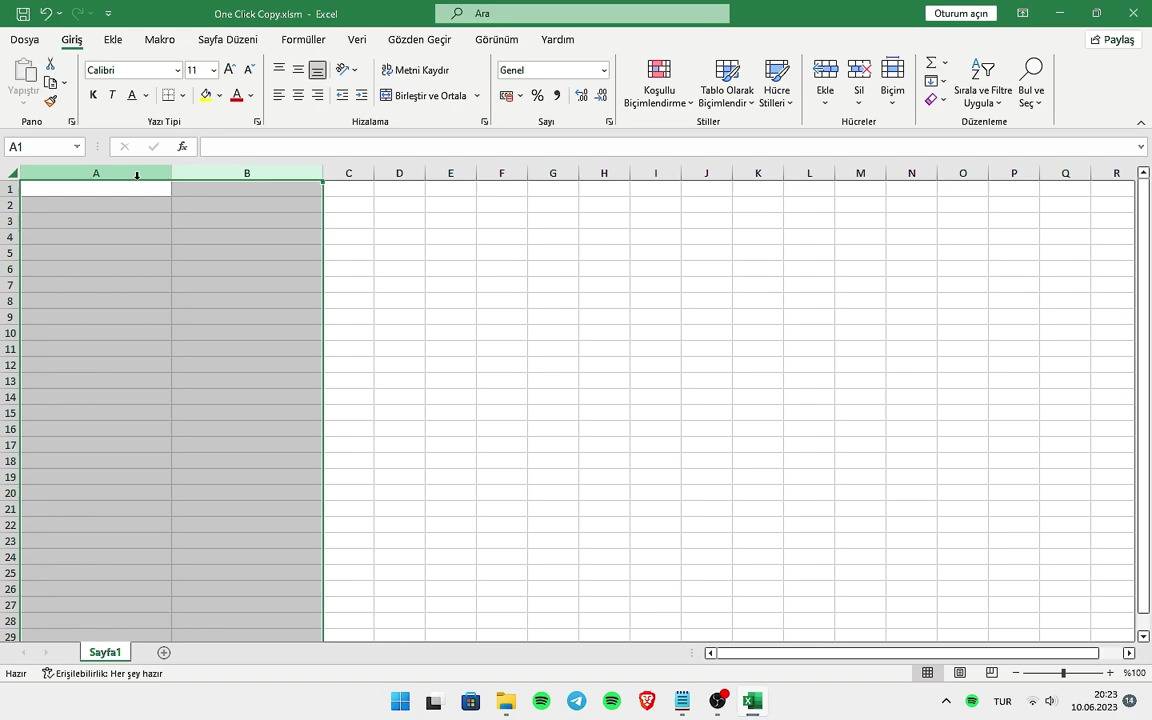 One Click Copy.xlsm - Excel
Ara
Oturum açın
Dosya Giriş Ekle Makro Sayfa Düzeni Formüller Veri Gözden Geçir Görünüm Yardım
Paylaş
Yapıştır
Calibri 11
K T A
Metni Kaydır
Birleştir ve Ortala
Genel
Koşullu Biçimlendirme
Tablo Olarak Biçimlendir
Hücre Stilleri
Ekle
Sil
Biçim
Sırala ve Filtre Uygula
Bul ve Seç
Pano Yazı Tipi Hizalama Sayı Stiller Hücreler Düzenleme
A1
fx
A B C D E F G H I J K L M N O P Q R
1
2
3
4
5
6
7
8
9
10
11
12
13
14
15
16
17
18
19
20
21
22
23
24
25
26
27
28
29
Sayfa1
Hazır Erişilebilirlik: Her şey hazır %100
TUR
20:23
10.06.2023
14